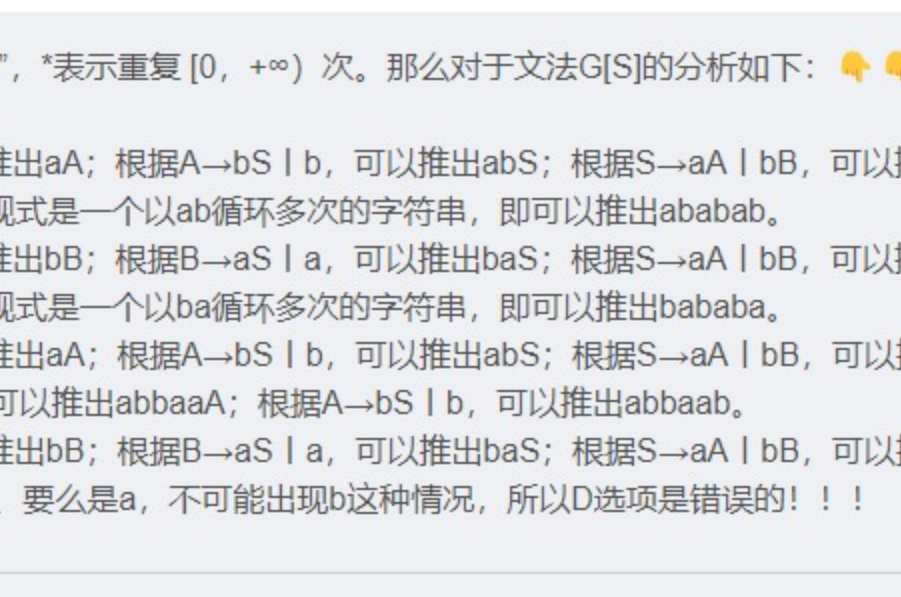 ”，*表示重复 [0，+∞）次。那么对于文法G[S]的分析如下：👇👇
推出aA；根据A→bS | b，可以推出abS；根据S→aA | bB，可以推
现式是一个以ab循环多次的字符串，即可以推出ababab。
推出bB；根据B→aS | a，可以推出baS；根据S→aA | bB，可以推
现式是一个以ba循环多次的字符串，即可以推出bababa。
推出aA；根据A→bS | b，可以推出abS；根据S→aA | bB，可以推
可以推出abbaaA；根据A→bS | b，可以推出abbaab。
推出bB；根据B→aS | a，可以推出baS；根据S→aA | bB，可以推
要么是a，不可能出现b这种情况，所以D选项是错误的！！！